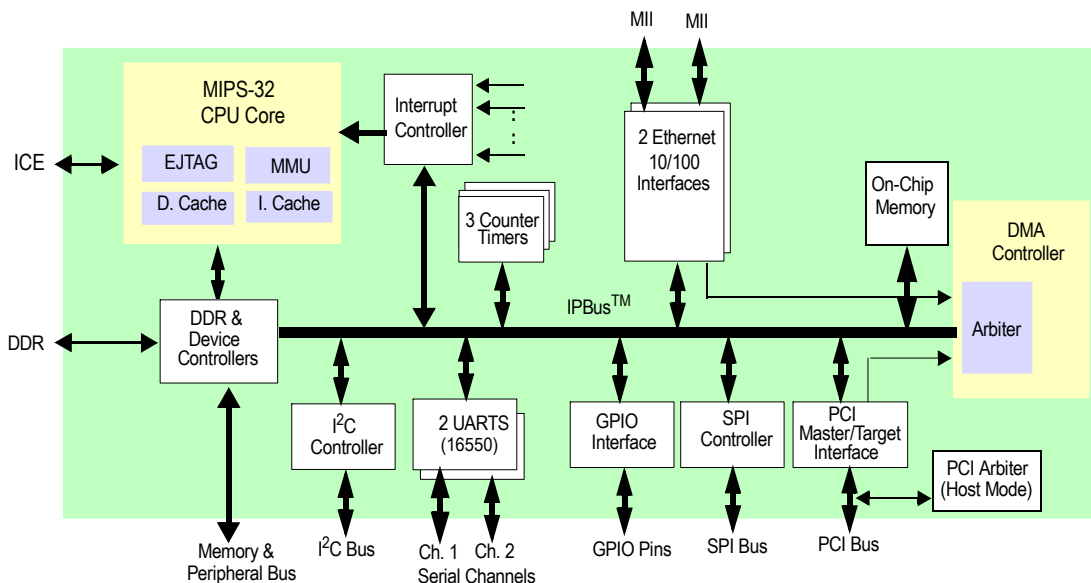 MII
MII
MIPS-32
CPU Core
EJTAG
MMU
D. Cache
I. Cache
ICE
Interrupt
Controller
2 Ethernet
10/100
Interfaces
3 Counter
Timers
On-Chip
Memory
DMA
Controller
Arbiter
IPBus™
DDR
DDR &
Device
Controllers
I²C
Controller
2 UARTS
(16550)
GPIO
Interface
SPI
Controller
PCI
Master/Target
Interface
PCI Arbiter
(Host Mode)
Memory &
Peripheral Bus
I²C Bus
Ch. 1
Ch. 2
Serial Channels
GPIO Pins
SPI Bus
PCI Bus